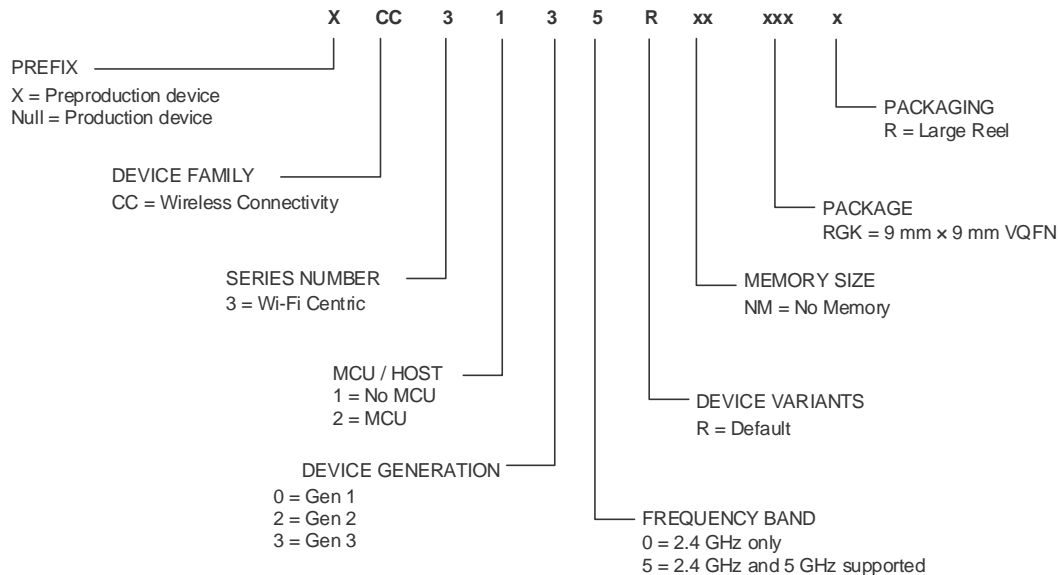 X CC 3 1 3 5 R xx xxx x
PREFIX
X = Preproduction device
Null = Production device
DEVICE FAMILY
CC = Wireless Connectivity
SERIES NUMBER
3 = Wi-Fi Centric
MCU / HOST
1 = No MCU
2 = MCU
DEVICE GENERATION
0 = Gen 1
2 = Gen 2
3 = Gen 3
PACKAGING
R = Large Reel
PACKAGE
RGK = 9 mm × 9 mm VQFN
MEMORY SIZE
NM = No Memory
DEVICE VARIANTS
R = Default
FREQUENCY BAND
0 = 2.4 GHz only
5 = 2.4 GHz and 5 GHz supported